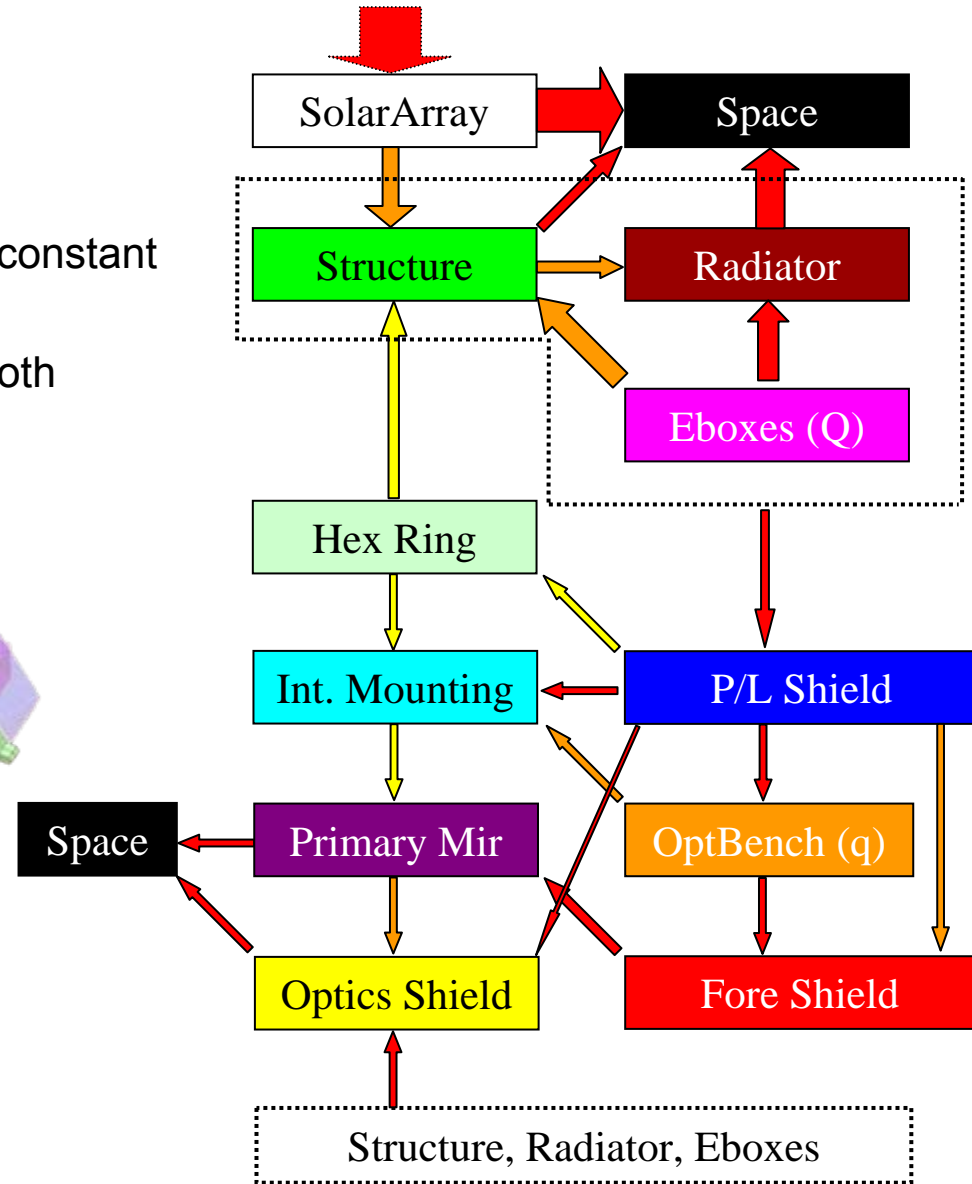 SolarArray
Space
constant
Structure
Radiator
oth
Eboxes (Q)
Hex Ring
Int. Mounting
P/L Shield
Space
Primary Mir
OptBench (q)
Optics Shield
Fore Shield
Structure, Radiator, Eboxes